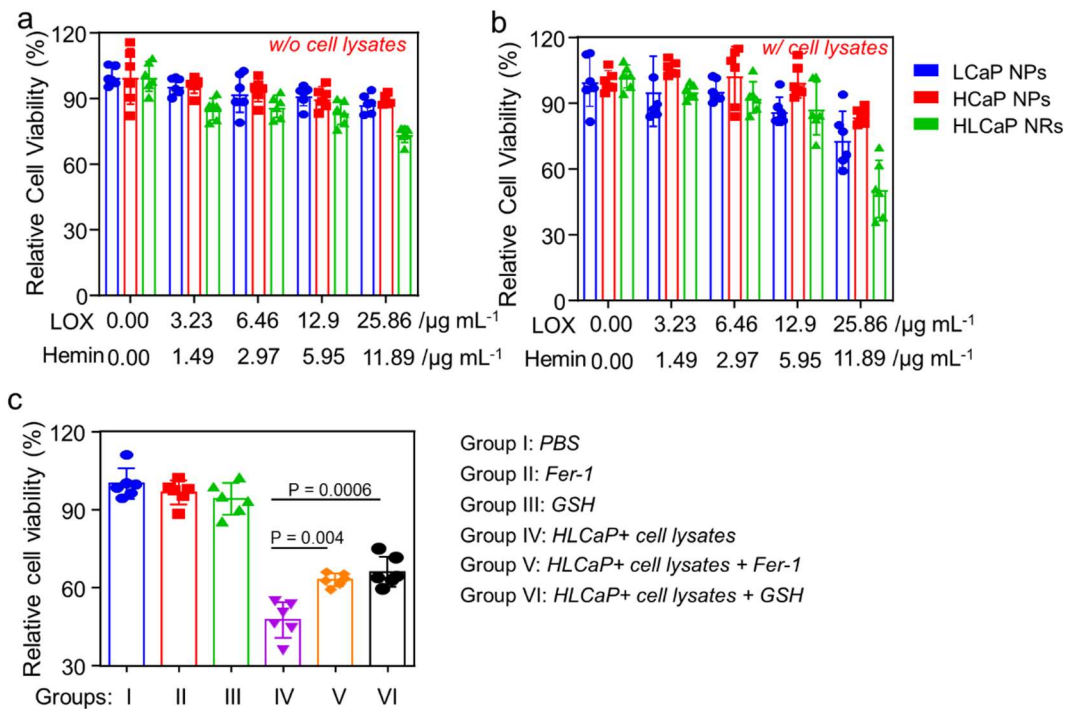 a
w/o cell lysates
Relative Cell Viability (%)
120
90
60
30
0
LOX 0.00 3.23 6.46 12.9 25.86 /µg mL-1
Hemin 0.00 1.49 2.97 5.95 11.89 /µg mL-1
b
w/ cell lysates
Relative Cell Viability (%)
120
90
60
30
0
LOX 0.00 3.23 6.46 12.9 25.86 /µg mL-1
Hemin 0.00 1.49 2.97 5.95 11.89 /µg mL-1
LCaP NPs
HCaP NPs
HLCaP NRs
c
Relative cell viability (%)
120
90
60
30
P = 0.0006
P = 0.004
Groups: I II III IV V VI
Group I: PBS
Group II: Fer-1
Group III: GSH
Group IV: HLCaP+ cell lysates
Group V: HLCaP+ cell lysates + Fer-1
Group VI: HLCaP+ cell lysates + GSH